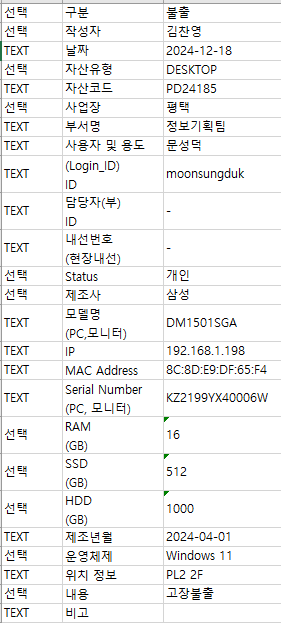 선택 구분 불출
선택 작성자 김찬영
TEXT 날짜 2024-12-18
선택 자산유형 DESKTOP
TEXT 자산코드 PD24185
선택 사업장 평택
TEXT 부서명 정보기획팀
TEXT 사용자 및 용도 문성덕
TEXT (Login_ID)
ID moonsungduk
TEXT 담당자(부)
ID -
TEXT 내선번호
(현장내선) -
선택 Status 개인
선택 제조사 삼성
TEXT 모델명
(PC,모니터) DM1501SGA
TEXT IP 192.168.1.198
TEXT MAC Address 8C:8D:E9:DF:65:F4
TEXT Serial Number
(PC, 모니터) KZ2199YX40006W
선택 RAM
(GB) 16
선택 SSD
(GB) 512
선택 HDD
(GB) 1000
TEXT 제조년월 2024-04-01
선택 운영체제 Windows 11
TEXT 위치 정보 PL2 2F
선택 내용 고장불출
TEXT 비고